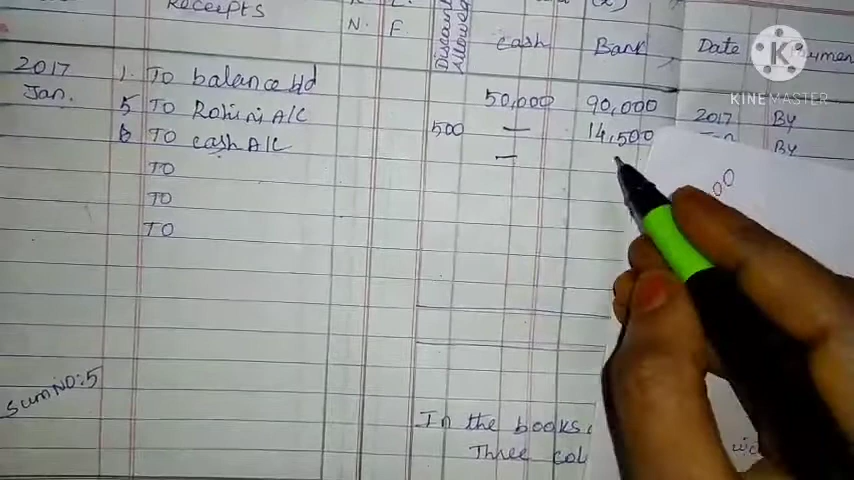 Receipts
N. F.
Discount
Allowed
Cash
Bank
Date
KINEMASTER
2017
Jan.
1. To balance b/d
50,000 90,000
2017 By
5 To Rohini A/C
500 — 14,500
By
6 To cash A/C
—
To
To
To
Sum No: 5
In the books
Three col